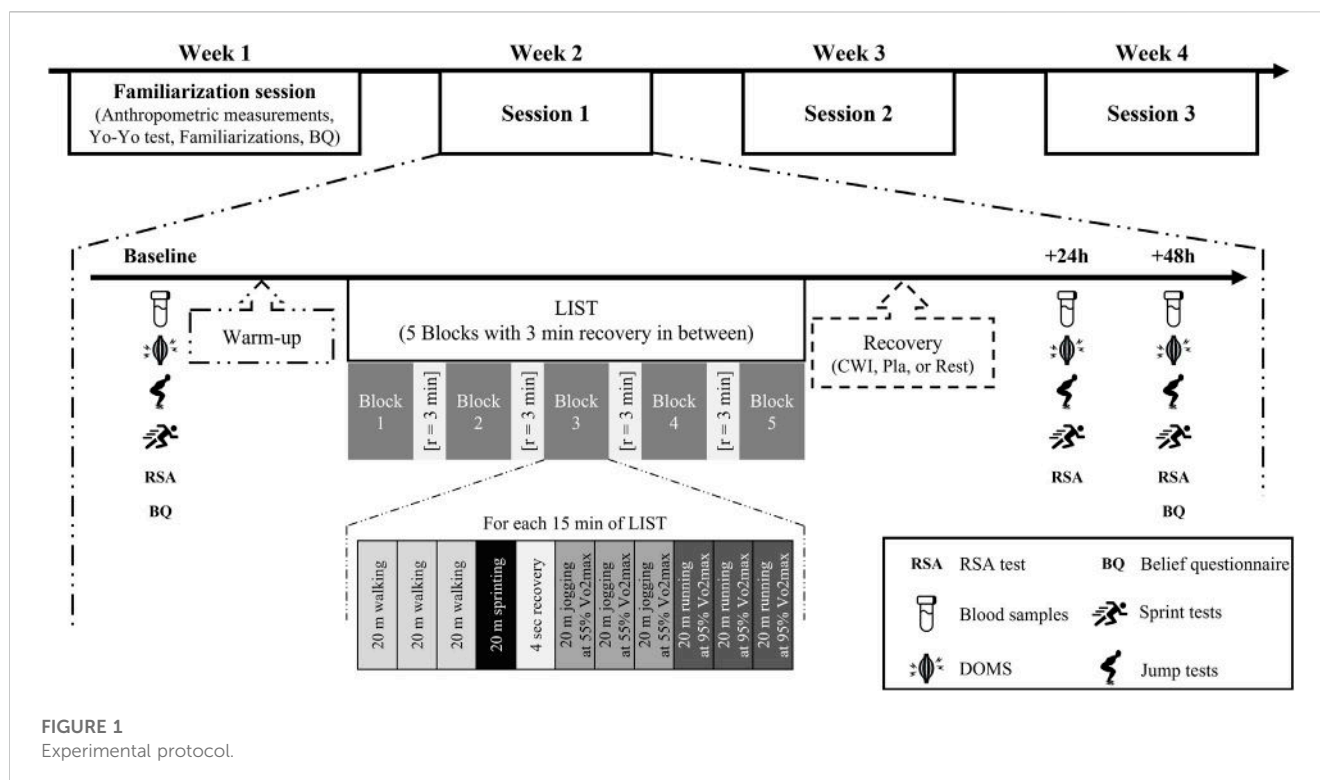 Week 1
Week 2
Week 3
Week 4
Familiarization session
(Anthropometric measurements,
Yo-Yo test, Familiarizations, BQ)
Session 1
Session 2
Session 3
Baseline
+24h
+48h
Warm-up
LIST
(5 Blocks with 3 min recovery in between)
Recovery
(CWI, Pla, or Rest)
Block
1
[r = 3 min]
Block
2
[r = 3 min]
Block
3
[r = 3 min]
Block
4
[r = 3 min]
Block
5
RSA
BQ
RSA
RSA
BQ
For each 15 min of LIST
20 m walking
20 m walking
20 m walking
20 m sprinting
4 sec recovery
20 m jogging
at 55% Vo2max
20 m jogging
at 55% Vo2max
20 m jogging
at 55% Vo2max
20 m running
at 95% Vo2max
20 m running
at 95% Vo2max
20 m running
at 95% Vo2max
RSA RSA test
BQ Belief questionnaire
Blood samples
Sprint tests
DOMS
Jump tests
FIGURE 1
Experimental protocol.